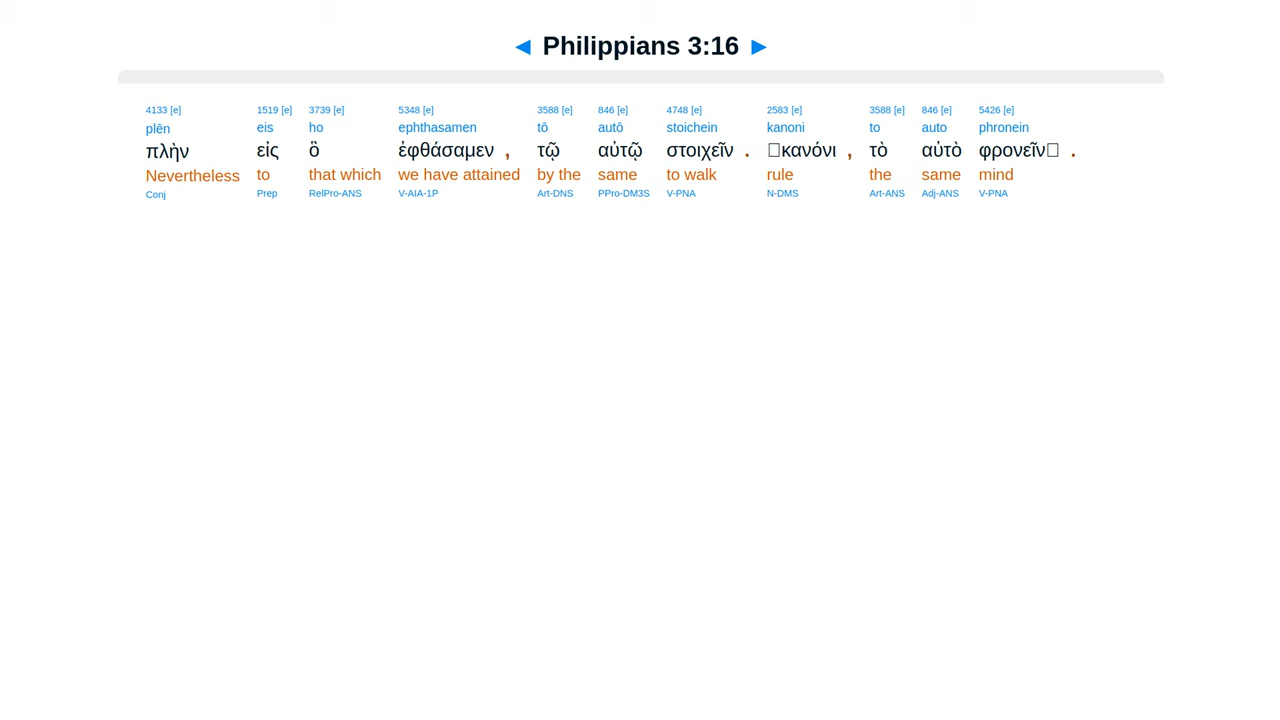 ◄ Philippians 3:16 ►
4133 [e] 1519 [e] 3739 [e] 5348 [e] 3588 [e] 846 [e] 4748 [e] 2583 [e] 3588 [e] 846 [e] 5426 [e]
plēn eis ho ephthasamen tō autō stoichein kanoni to auto phronein
πλὴν εἰς ὃ ἐφθάσαμεν , τῷ αὐτῷ στοιχεῖν . □κανόνι , τὸ αὐτὸ φρονεῖν□ .
Nevertheless to that which we have attained by the same to walk rule the same mind
Conj Prep RelPro-ANS V-AIA-1P Art-DNS PPro-DM3S V-PNA N-DMS Art-ANS Adj-ANS V-PNA